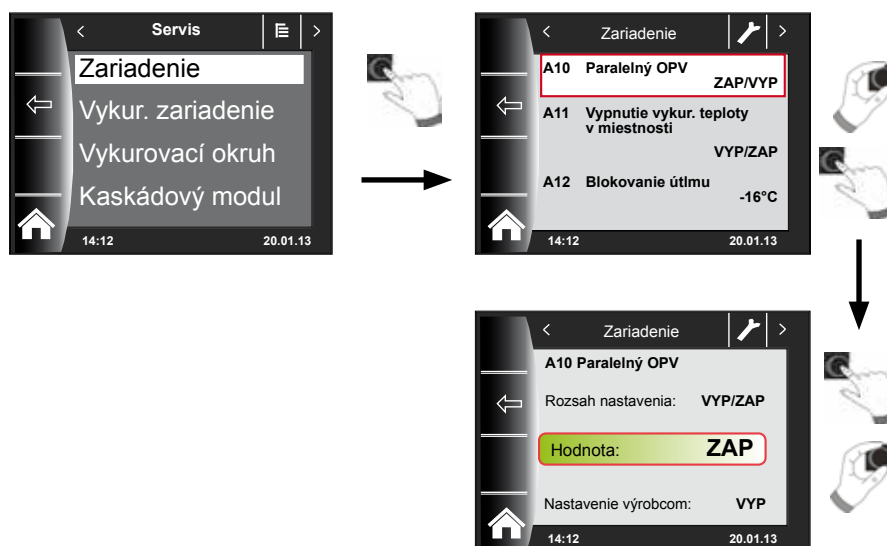 Servis
Zariadenie
Vykur. zariadenie
Vykurovací okruh
Kaskádový modul
14:12 20.01.13
Zariadenie
A10 Paralelný OPV
ZAP/VYP
A11 Vypnutie vykur. teploty
v miestnosti
VYP/ZAP
A12 Blokovanie útlmu
-16°C
14:12 20.01.13
Zariadenie
A10 Paralelný OPV
Rozsah nastavenia: VYP/ZAP
Hodnota: ZAP
Nastavenie výrobcom: VYP
14:12 20.01.13